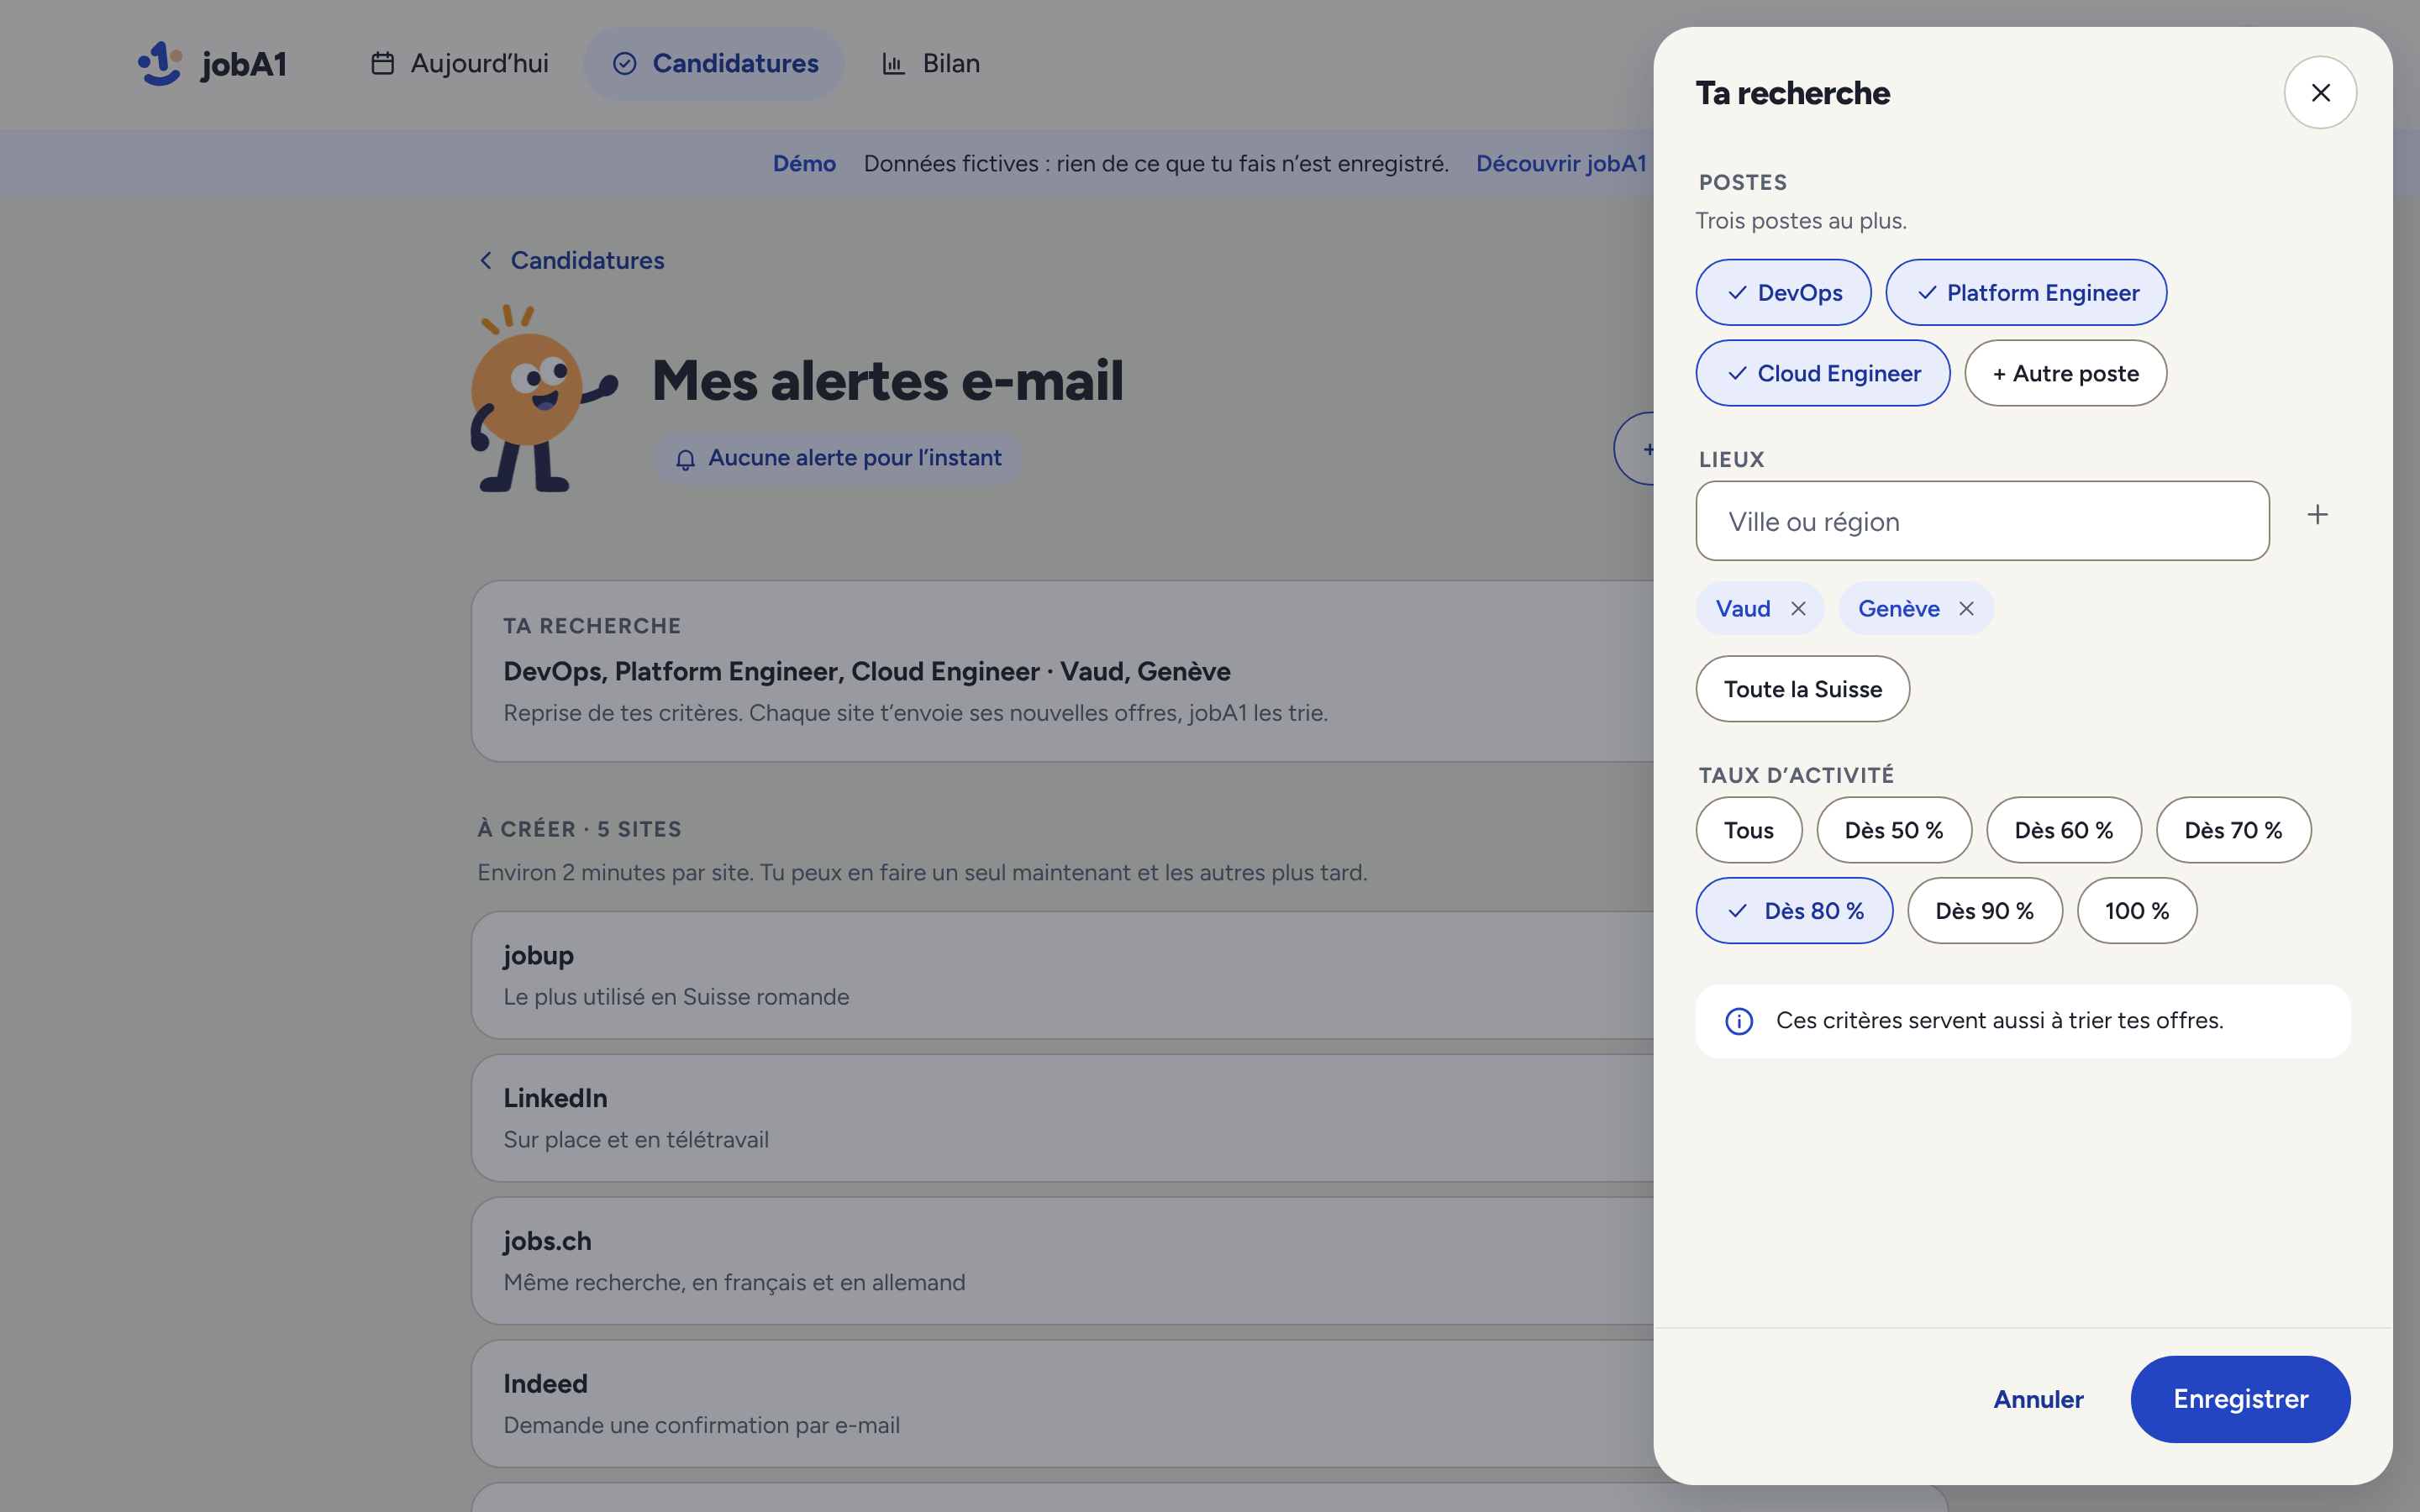 jobA1
Aujourd’hui
Candidatures
Bilan
Démo Données fictives : rien de ce que tu fais n’est enregistré. Découvrir jobA1
Candidatures
Mes alertes e-mail
Aucune alerte pour l’instant
+
TA RECHERCHE
DevOps, Platform Engineer, Cloud Engineer · Vaud, Genève
Reprise de tes critères. Chaque site t’envoie ses nouvelles offres, jobA1 les trie.
À CRÉER · 5 SITES
Environ 2 minutes par site. Tu peux en faire un seul maintenant et les autres plus tard.
jobup
Le plus utilisé en Suisse romande
LinkedIn
Sur place et en télétravail
jobs.ch
Même recherche, en français et en allemand
Indeed
Demande une confirmation par e-mail
Ta recherche
POSTES
Trois postes au plus.
DevOps
Platform Engineer
Cloud Engineer
+ Autre poste
LIEUX
Ville ou région
Vaud
Genève
Toute la Suisse
TAUX D’ACTIVITÉ
Tous
Dès 50 %
Dès 60 %
Dès 70 %
Dès 80 %
Dès 90 %
100 %
Ces critères servent aussi à trier tes offres.
Annuler
Enregistrer